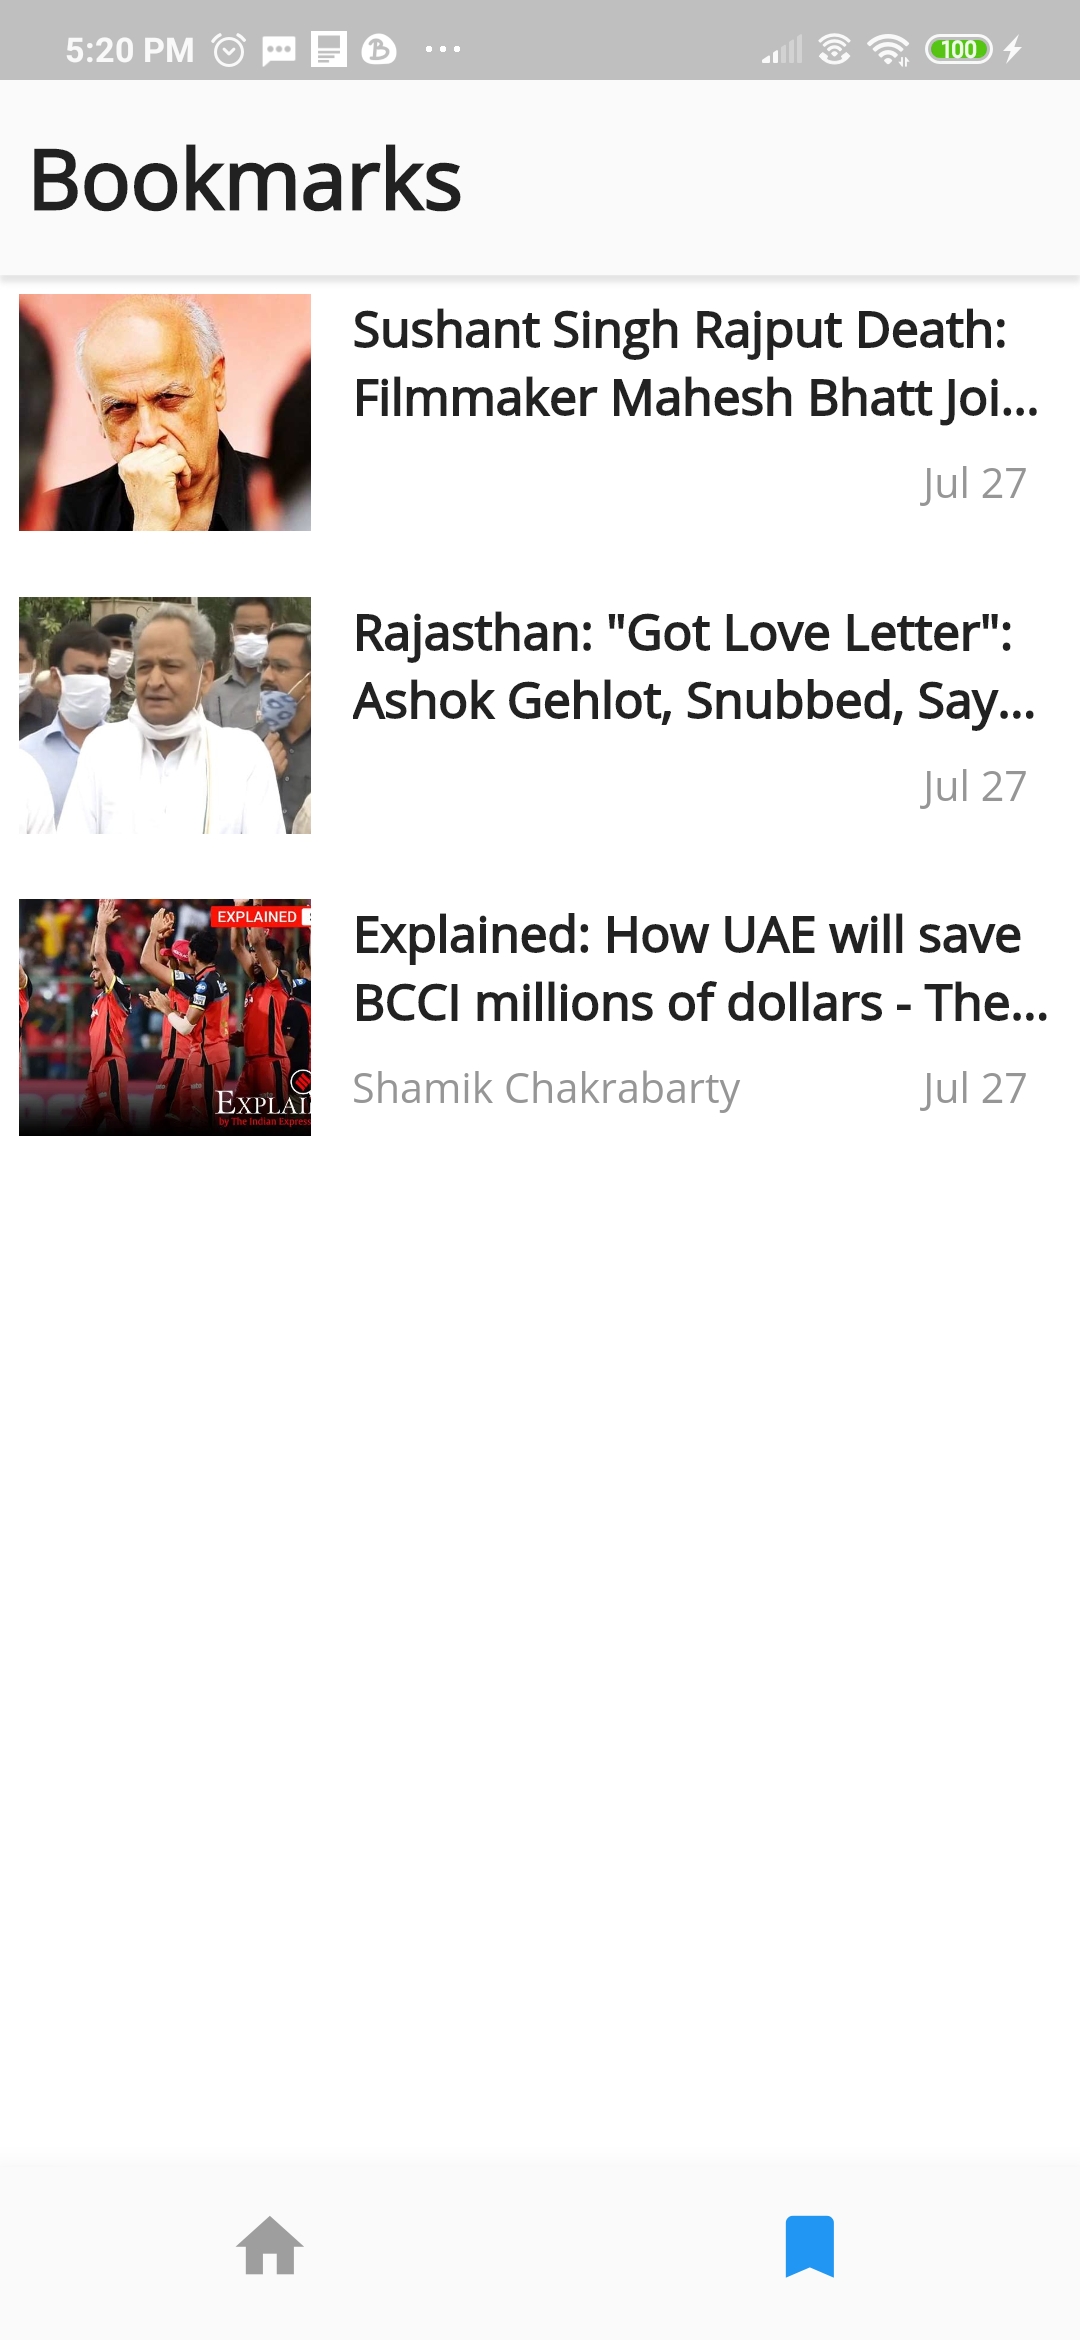 5:20 PM
100
Bookmarks
Sushant Singh Rajput Death:
Filmmaker Mahesh Bhatt Joi...
Jul 27
Rajasthan: "Got Love Letter":
Ashok Gehlot, Snubbed, Say...
Jul 27
EXPLAINED
EXPLAI
by The Indian Express
Explained: How UAE will save
BCCI millions of dollars - The...
Shamik Chakrabarty
Jul 27